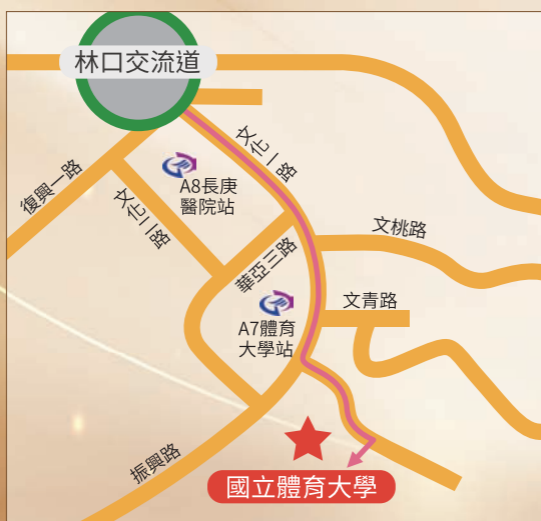 林口交流道
文化一路
復興一路
A8長庚
醫院站
文化二路
文桃路
華亞三路
文青路
A7體育
大學站
振興路
國立體育大學